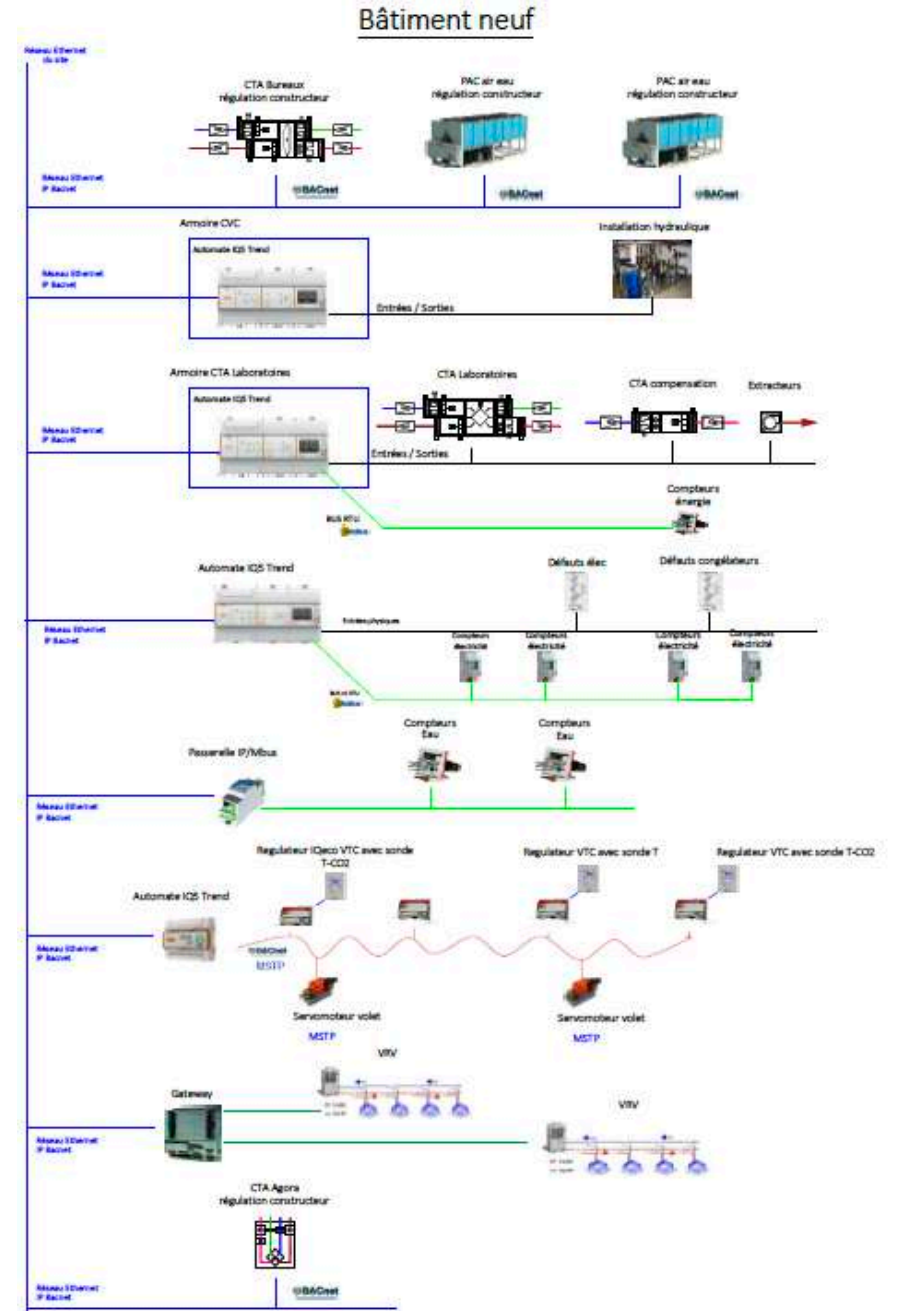 Bâtiment neuf
Réseau Ethernet
du site
CTA Bureaux
régulation constructeur
PAC air eau
régulation constructeur
PAC air eau
régulation constructeur
Réseau Ethernet
IP Bacnet
BACnet
BACnet
BACnet
Armoire CVC
Installation hydraulique
Automate IQ5 Trend
Réseau Ethernet
IP Bacnet
Entrées / Sorties
Armoire CTA Laboratoires
CTA Laboratoires
CTA compensation
Extracteurs
Automate IQ5 Trend
Réseau Ethernet
IP Bacnet
Entrées / Sorties
Compteurs
énergie
BUS RTU
Automate IQ5 Trend
Défauts élec
Défauts congélateurs
Entrées physiques
Réseau Ethernet
IP Bacnet
Compteurs
électricité
Compteurs
électricité
Compteurs
électricité
Compteurs
électricité
Compteurs
Eau
Compteurs
Eau
Passerelle IP/Mbus
Réseau Ethernet
IP Bacnet
Regulateur IQeco VTC avec sonde
T-CO2
Regulateur VTC avec sonde T
Regulateur VTC avec sonde T-CO2
Automate IQ5 Trend
Réseau Ethernet
IP Bacnet
BACnet
MSTP
Servomoteur volet
MSTP
Servomoteur volet
MSTP
VRV
Gateway
VRV
Réseau Ethernet
IP Bacnet
CTA Agora
régulation constructeur
Réseau Ethernet
IP Bacnet
BACnet